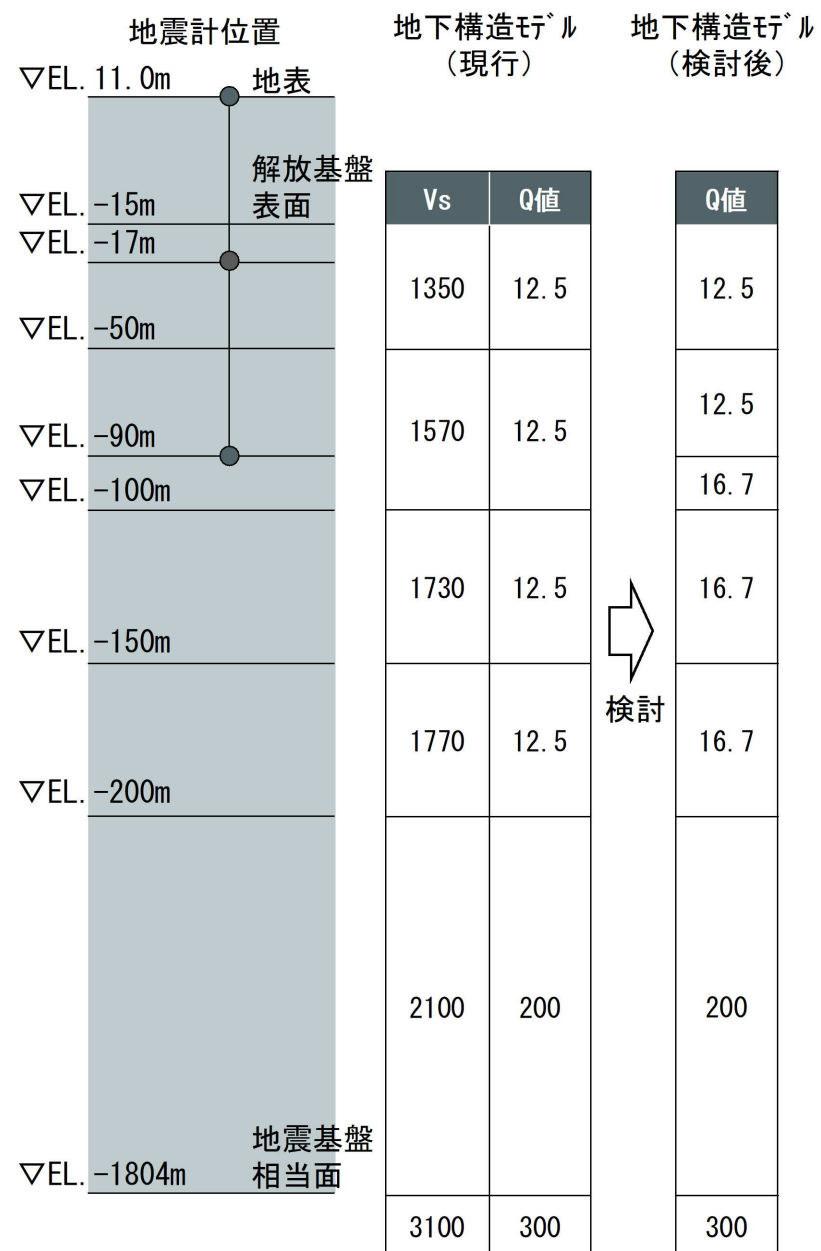 地震計位置
地下構造ﾓﾃﾞﾙ
（現行）
地下構造ﾓﾃﾞﾙ
（検討後）
▽EL. 11.0m
地表
解放基盤
表面
▽EL. -15m
▽EL. -17m
▽EL. -50m
▽EL. -90m
▽EL. -100m
▽EL. -150m
▽EL. -200m
地震基盤
相当面
▽EL. -1804m
Vs Q値
1350 12.5
1570 12.5
1730 12.5
1770 12.5
2100 200
3100 300
検討
Q値
12.5
12.5
16.7
16.7
16.7
200
300